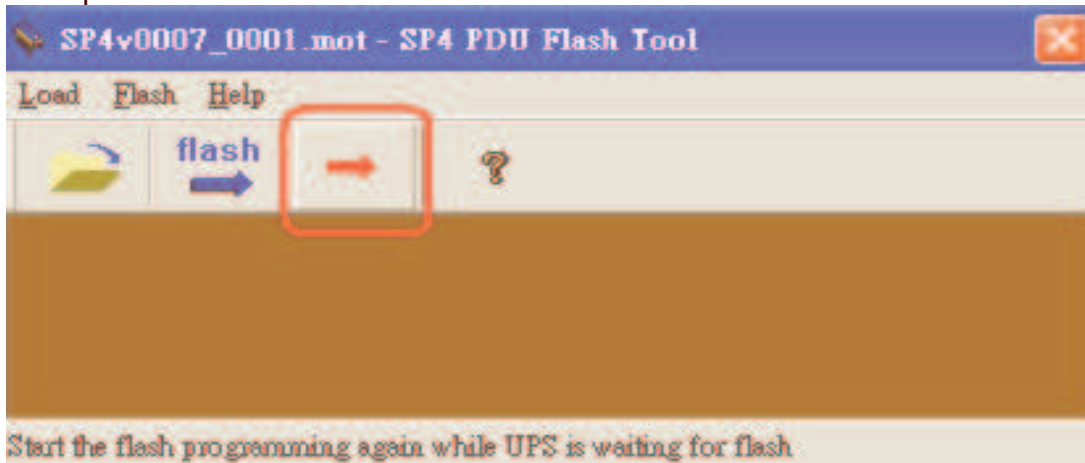 SP4v0007_0001.mot - SP4 PDU Flash Tool
Load Flash Help
flash
?
Start the flash programming again while UPS is waiting for flash